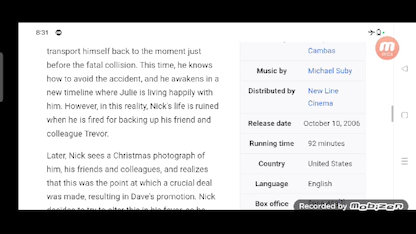 8:31
transport himself back to the moment just
before the fatal collision. This time, he knows
how to avoid the accident, and he awakens in a
new timeline where Julie is living happily with
him. However, in this reality, Nick's life is ruined
when he is fired for backing up his friend and
colleague Trevor.
Later, Nick sees a Christmas photograph of
him, his friends and colleagues, and realizes
that this was the point at which a crucial deal
was made, resulting in Dave's promotion. Nick
Cambas
Music by Michael Suby
Distributed by New Line
Cinema
Release date October 10, 2006
Running time 92 minutes
Country United States
Language English
Box office
Recorded by Mobizen